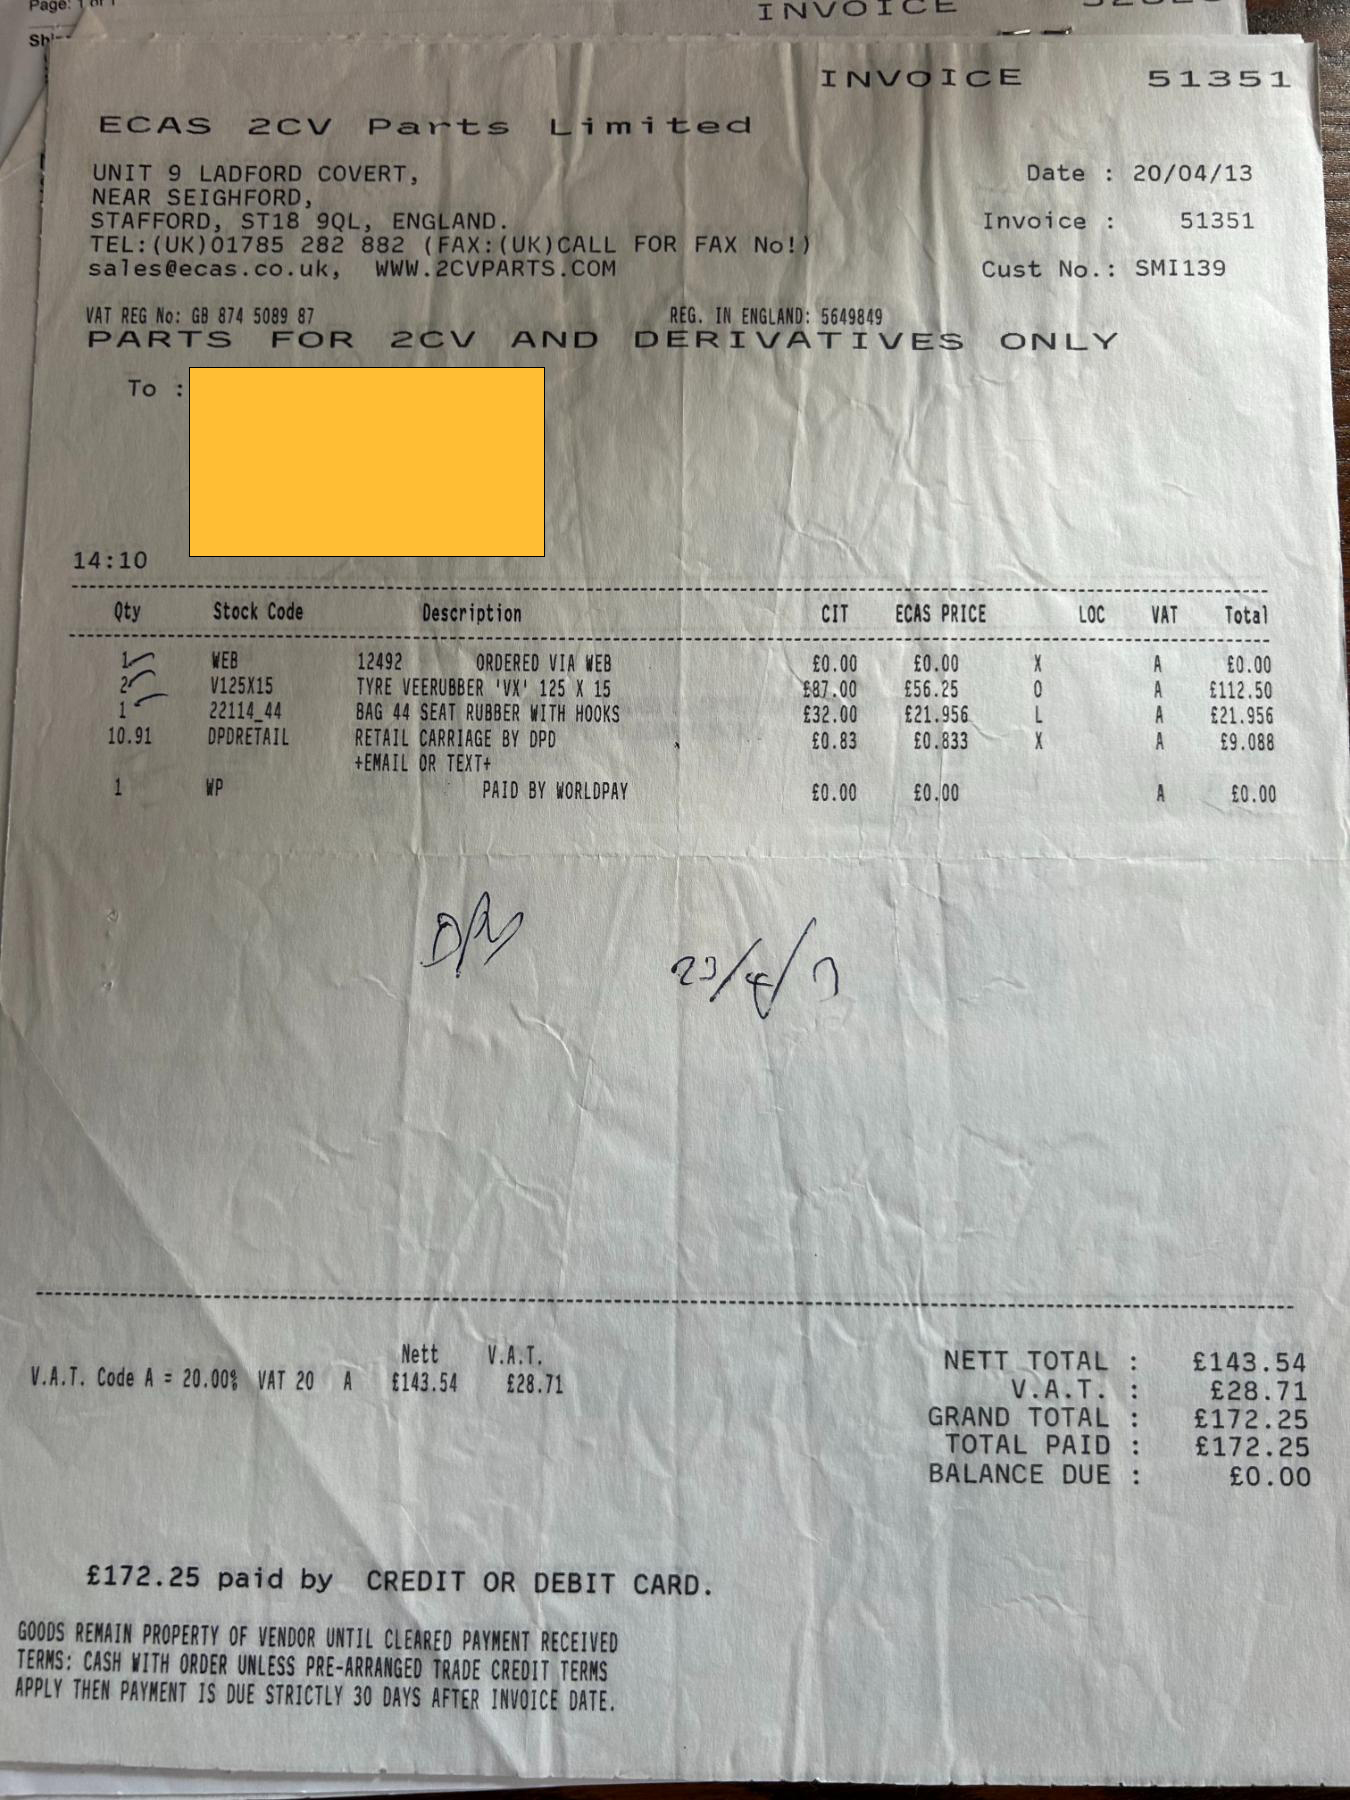 Page: 1 of 1
INVOICE
INVOICE 51351
ECAS 2CV Parts Limited
UNIT 9 LADFORD COVERT,
NEAR SEIGHFORD,
STAFFORD, ST18 9QL, ENGLAND.
TEL:(UK)01785 282 882 (FAX:(UK)CALL FOR FAX No!)
sales@ecas.co.uk, WWW.2CVPARTS.COM
Date : 20/04/13
Invoice : 51351
Cust No.: SMI139
VAT REG No: GB 874 5089 87 REG. IN ENGLAND: 5649849
PARTS FOR 2CV AND DERIVATIVES ONLY
To :
14:10
Qty Stock Code Description CIT ECAS PRICE LOC VAT Total
1 WEB 12492 ORDERED VIA WEB £0.00 £0.00 X A £0.00
2 V125X15 TYRE VEERUBBER 'VX' 125 X 15 £87.00 £56.25 O A £112.50
1 22114_44 BAG 44 SEAT RUBBER WITH HOOKS £32.00 £21.956 L A £21.956
10.91 DPDRETAIL RETAIL CARRIAGE BY DPD £0.83 £0.833 X A £9.088
+EMAIL OR TEXT+
1 WP PAID BY WORLDPAY £0.00 £0.00 A £0.00
Nett V.A.T.
V.A.T. Code A = 20.00% VAT 20 A £143.54 £28.71
NETT TOTAL : £143.54
V.A.T. : £28.71
GRAND TOTAL : £172.25
TOTAL PAID : £172.25
BALANCE DUE : £0.00
£172.25 paid by CREDIT OR DEBIT CARD.
GOODS REMAIN PROPERTY OF VENDOR UNTIL CLEARED PAYMENT RECEIVED
TERMS: CASH WITH ORDER UNLESS PRE-ARRANGED TRADE CREDIT TERMS
APPLY THEN PAYMENT IS DUE STRICTLY 30 DAYS AFTER INVOICE DATE.